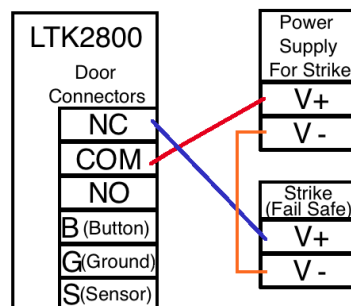 LTK2800
Door
Connectors
NC
COM
NO
B (Button)
G(Ground)
S(Sensor)
Power
Supply
For Strike
V+
V -
Strike
(Fail Safe)
V+
V -